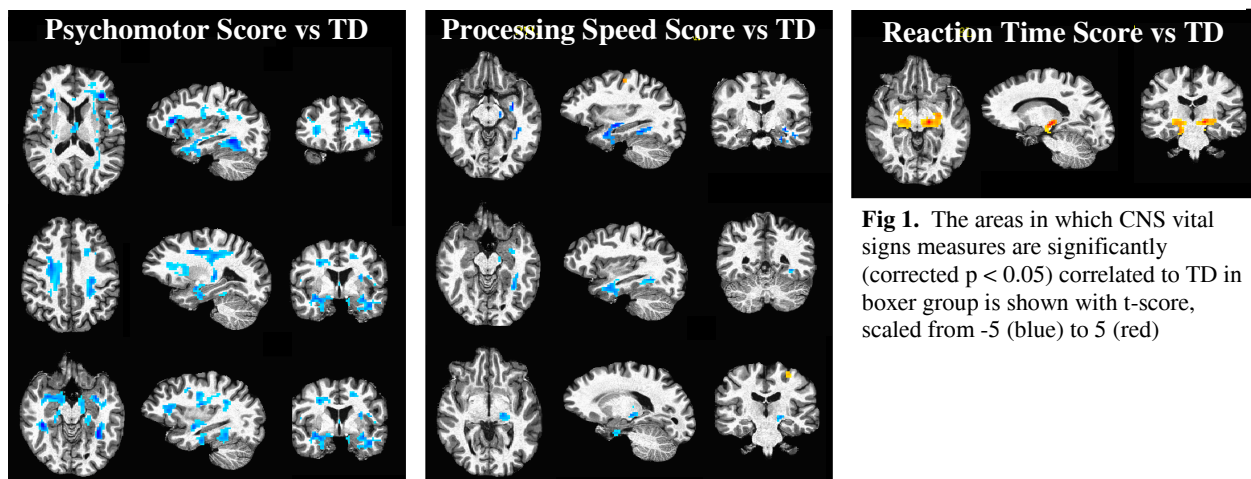 Psychomotor Score vs TD
Processing Speed Score vs TD
Reaction Time Score vs TD
Fig 1. The areas in which CNS vital
signs measures are significantly
(corrected p < 0.05) correlated to TD in
boxer group is shown with t-score,
scaled from -5 (blue) to 5 (red)